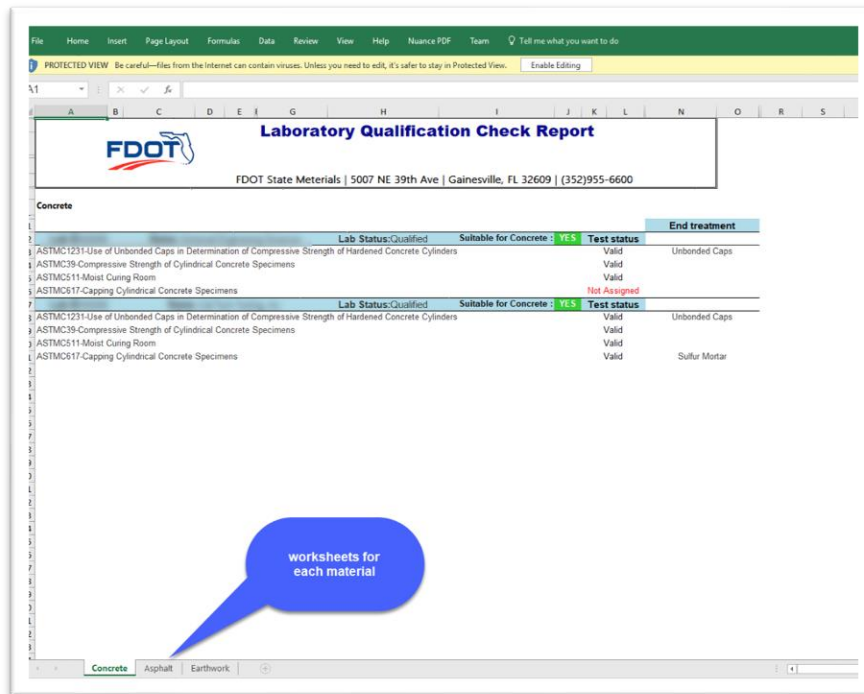 File Home Insert Page Layout Formulas Data Review View Help Nuance PDF Team Tell me what you want to do
PROTECTED VIEW Be careful—files from the Internet can contain viruses. Unless you need to edit, it's safer to stay in Protected View. Enable Editing
A1 fx
A B C D E G H I J K L N O R S
FDOT
Laboratory Qualification Check Report
FDOT State Meterials | 5007 NE 39th Ave | Gainesville, FL 32609 | (352)955-6600
Concrete
End treatment
Lab Status:Qualified Suitable for Concrete : YES Test status
ASTMC1231-Use of Unbonded Caps in Determination of Compressive Strength of Hardened Concrete Cylinders Valid Unbonded Caps
ASTMC39-Compressive Strength of Cylindrical Concrete Specimens Valid
ASTMC511-Moist Curing Room Valid
ASTMC617-Capping Cylindrical Concrete Specimens Not Assigned
Lab Status:Qualified Suitable for Concrete : YES Test status
ASTMC1231-Use of Unbonded Caps in Determination of Compressive Strength of Hardened Concrete Cylinders Valid Unbonded Caps
ASTMC39-Compressive Strength of Cylindrical Concrete Specimens Valid
ASTMC511-Moist Curing Room Valid
ASTMC617-Capping Cylindrical Concrete Specimens Valid Sulfur Mortar
worksheets for
each material
Concrete Asphalt Earthwork